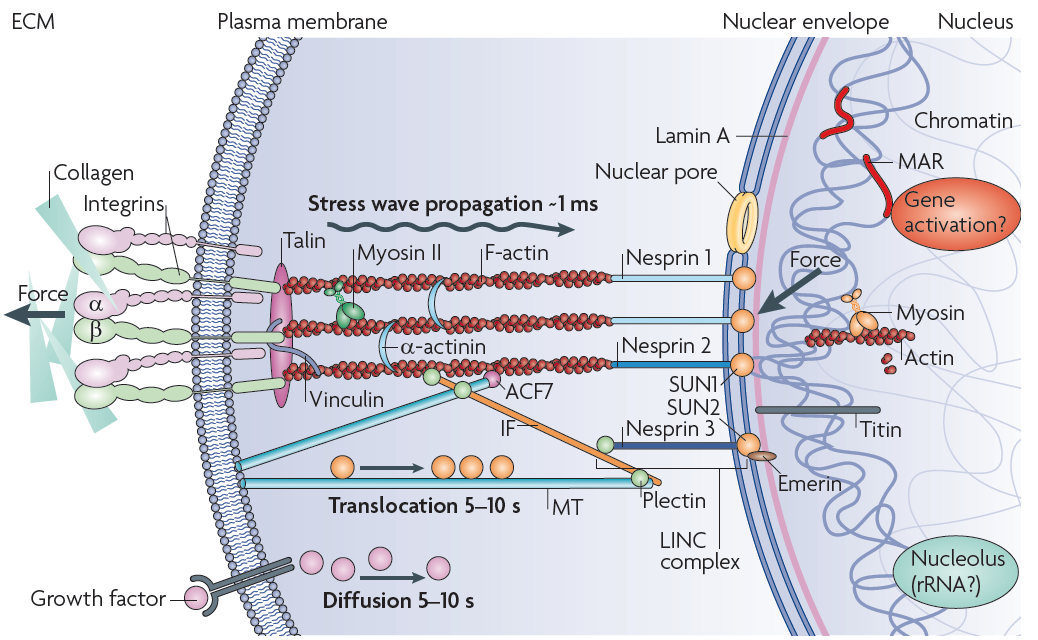 ECM
Plasma membrane
Nuclear envelope
Nucleus
Lamin A
Chromatin
Collagen
Nuclear pore
MAR
Integrins
Stress wave propagation ~1 ms
Gene
activation?
Talin
Myosin II
F-actin
Nesprin 1
Force
Force
α
β
Myosin
α-actinin
Nesprin 2
Actin
SUN1
Vinculin
ACF7
SUN2
IF
Nesprin 3
Titin
Emerin
Translocation 5–10 s
MT
Plectin
LINC
complex
Nucleolus
(rRNA?)
Growth factor
Diffusion 5–10 s